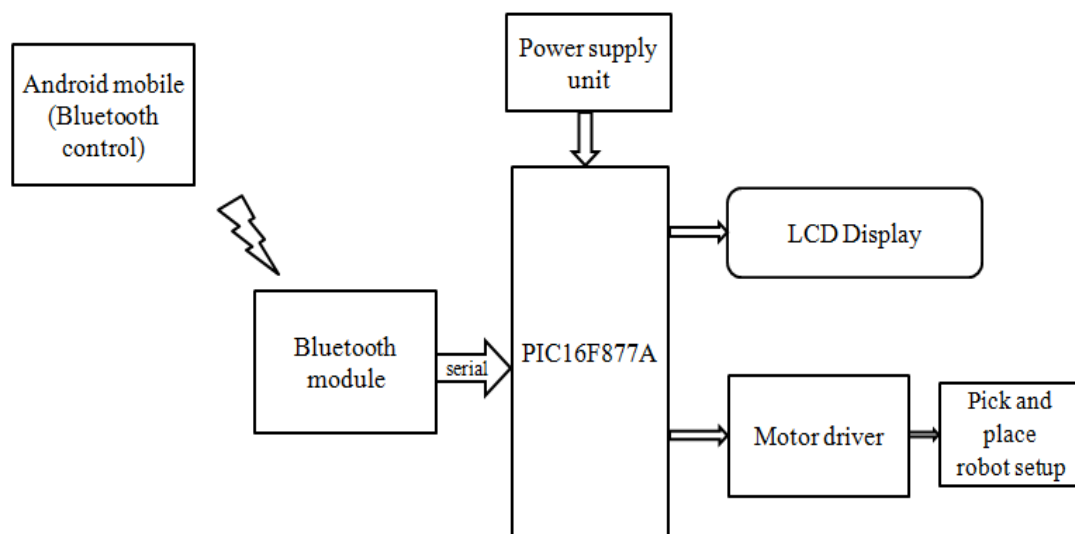 Android mobile
(Bluetooth
control)
Power supply
unit
LCD Display
Bluetooth
module
serial
PIC16F877A
Motor driver
Pick and
place
robot setup